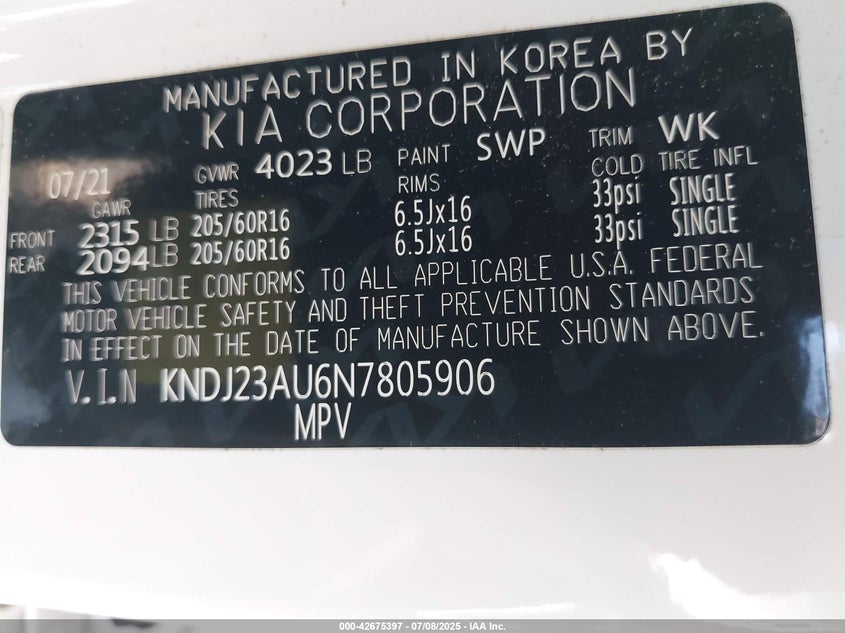 MANUFACTURED IN KOREA BY
KIA CORPORATION
07/21 GVWR 4023 LB PAINT SWP TRIM WK
GAWR TIRES RIMS COLD TIRE INFL
FRONT 2315 LB 205/60R16 6.5Jx16 33psi SINGLE
REAR 2094LB 205/60R16 6.5Jx16 33psi SINGLE
THIS VEHICLE CONFORMS TO ALL APPLICABLE U.S.A. FEDERAL
MOTOR VEHICLE SAFETY AND THEFT PREVENTION STANDARDS
IN EFFECT ON THE DATE OF MANUFACTURE SHOWN ABOVE.
V.I.N KNDJ23AU6N7805906
MPV
000-42675397 - 07/08/2025 - IAA Inc.